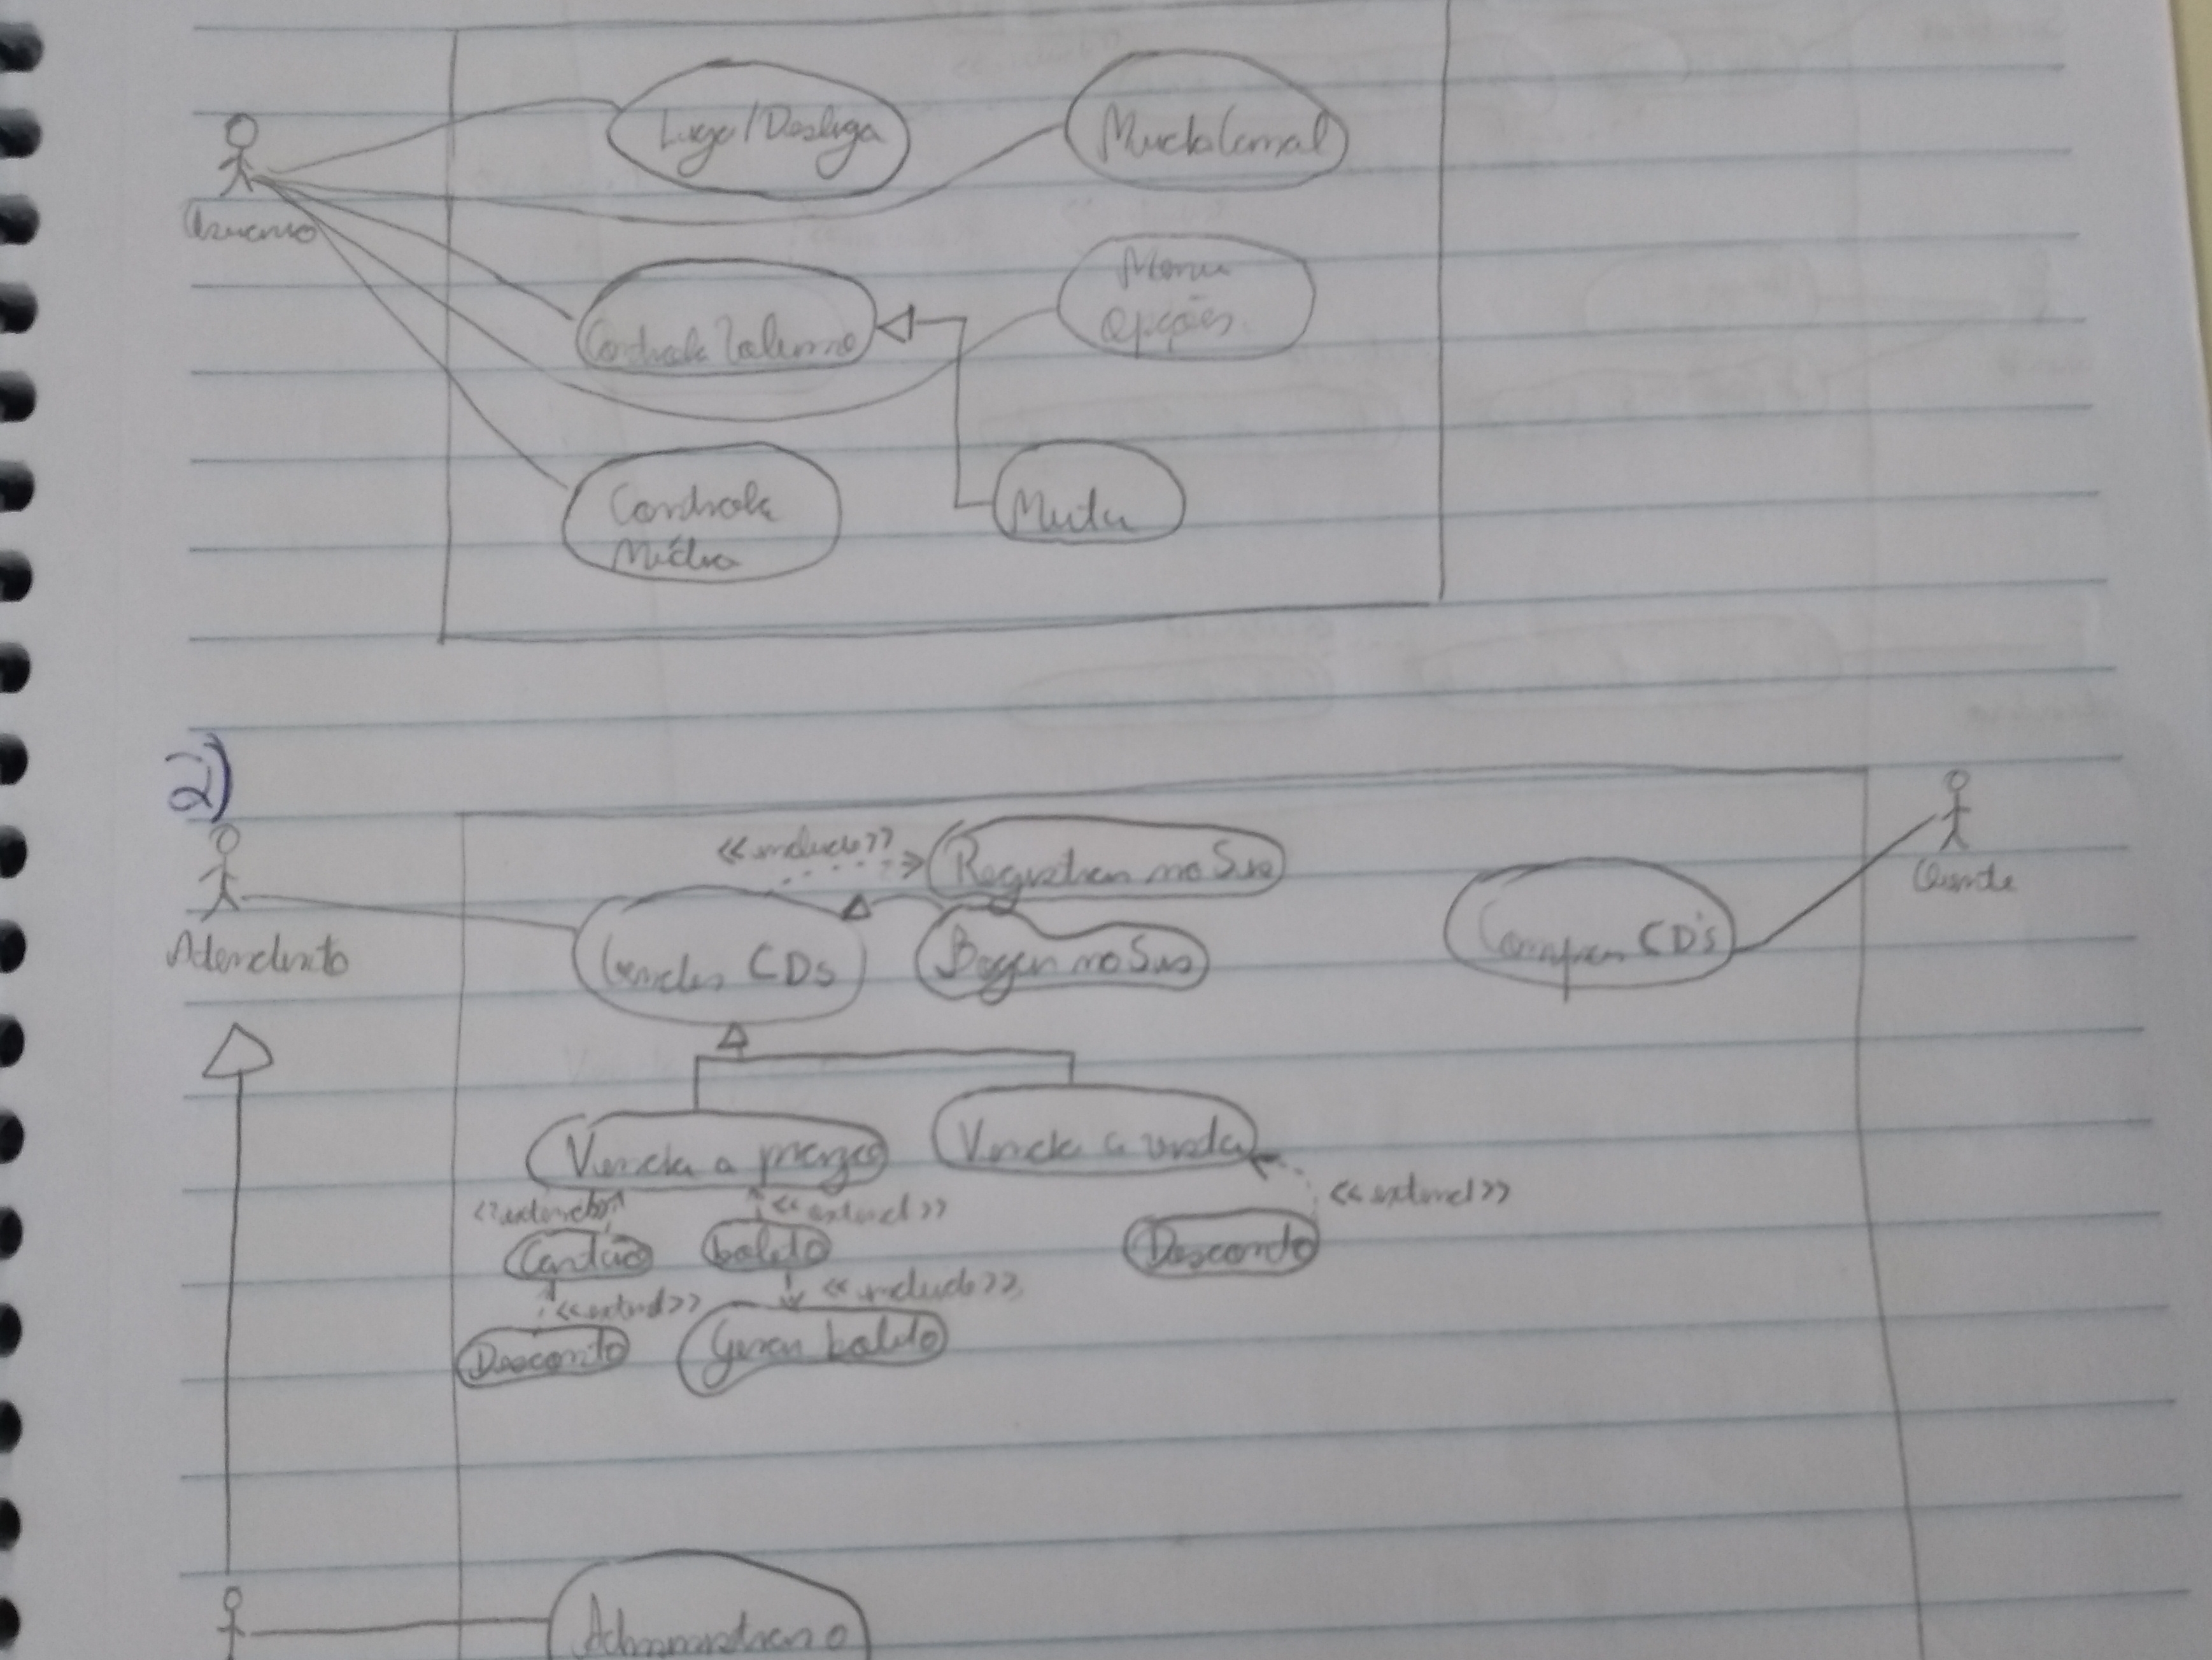 Liga/Desliga
Muda Canal
Usuario
Menu
opções
Controla Volume
Controla
Mídia
Muta
2)
<<include>>
Registrar no Sis
Cliente
Atendente
Vender CDs
no Sis
Comprar CD's
Venda a prazo
Venda a vista
<<extend>>
<<extend>>
<<extend>>
Cartão
boleto
Desconto
<<extend>>
<<include>>
Desconto
Gerar boleto
Administrar o